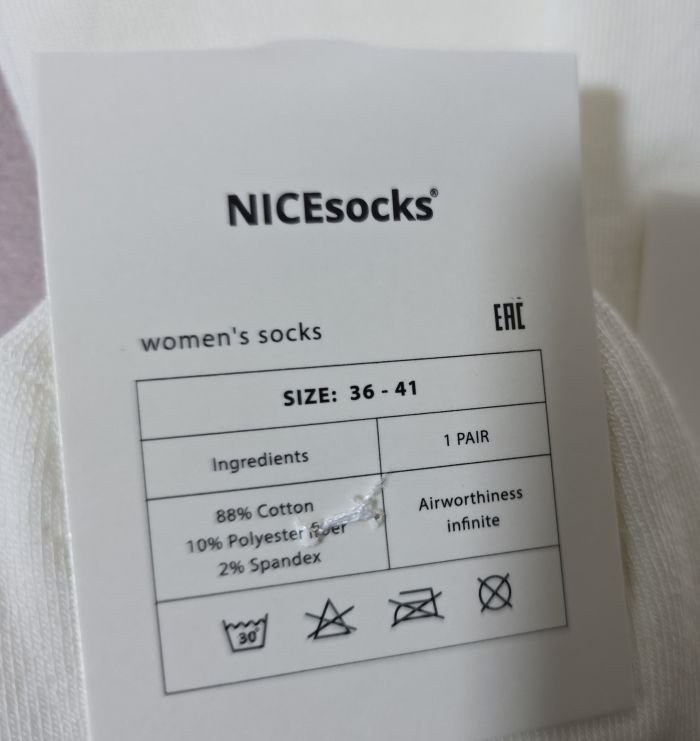 NICEsocks®
women's socks
EAC
SIZE: 36 - 41
Ingredients
1 PAIR
88% Cotton
10% Polyester
2% Spandex
Airworthiness
infinite
30°